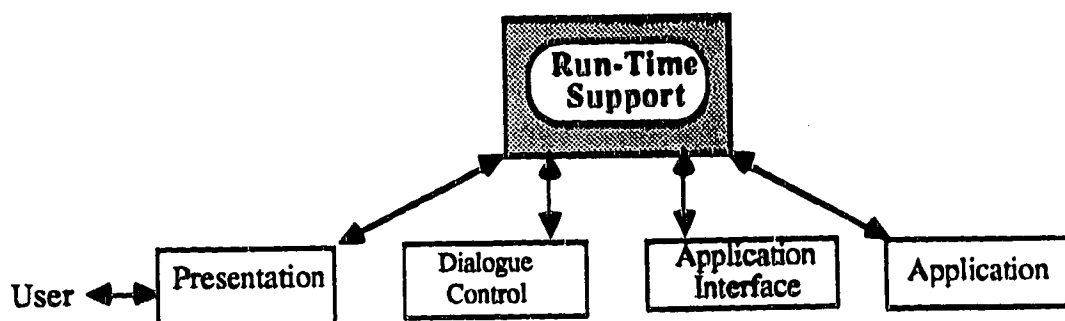 Run-Time
Support
User
Presentation
Dialogue
Control
Application
Interface
Application